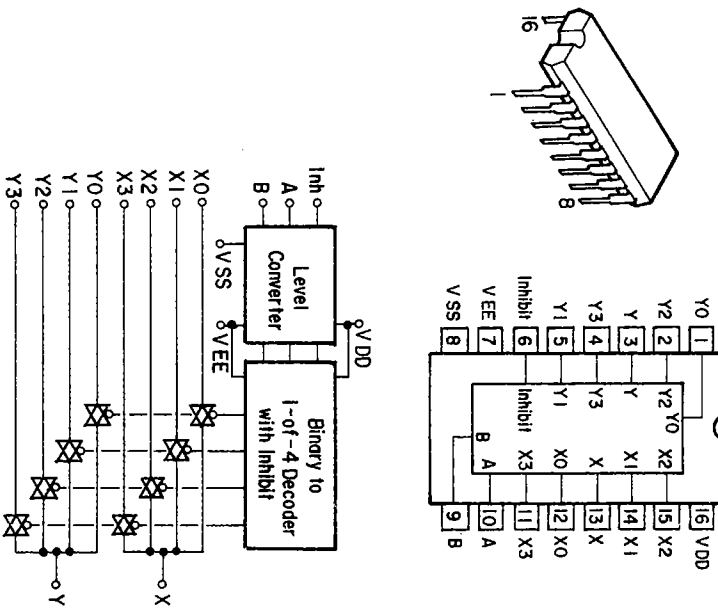 16
1
8
Y0 1 16 VDD
Y0
Y2 2 Y2 X2 15 X2
Y 3 Y X1 14 X1
Y3 4 Y3 X 13 X
Y1 5 Y1 X0 12 X0
Inhibit 6 Inhibit X3 11 X3
VEE 7 A 10 A
VSS 8 B 9 B
Inh
A
B
Level
Converter
VSS
VEE
VDD
Binary to
1~of-4 Decoder
with Inhibit
X0
X1
X2
X3
Y0
Y1
Y2
Y3
X
Y